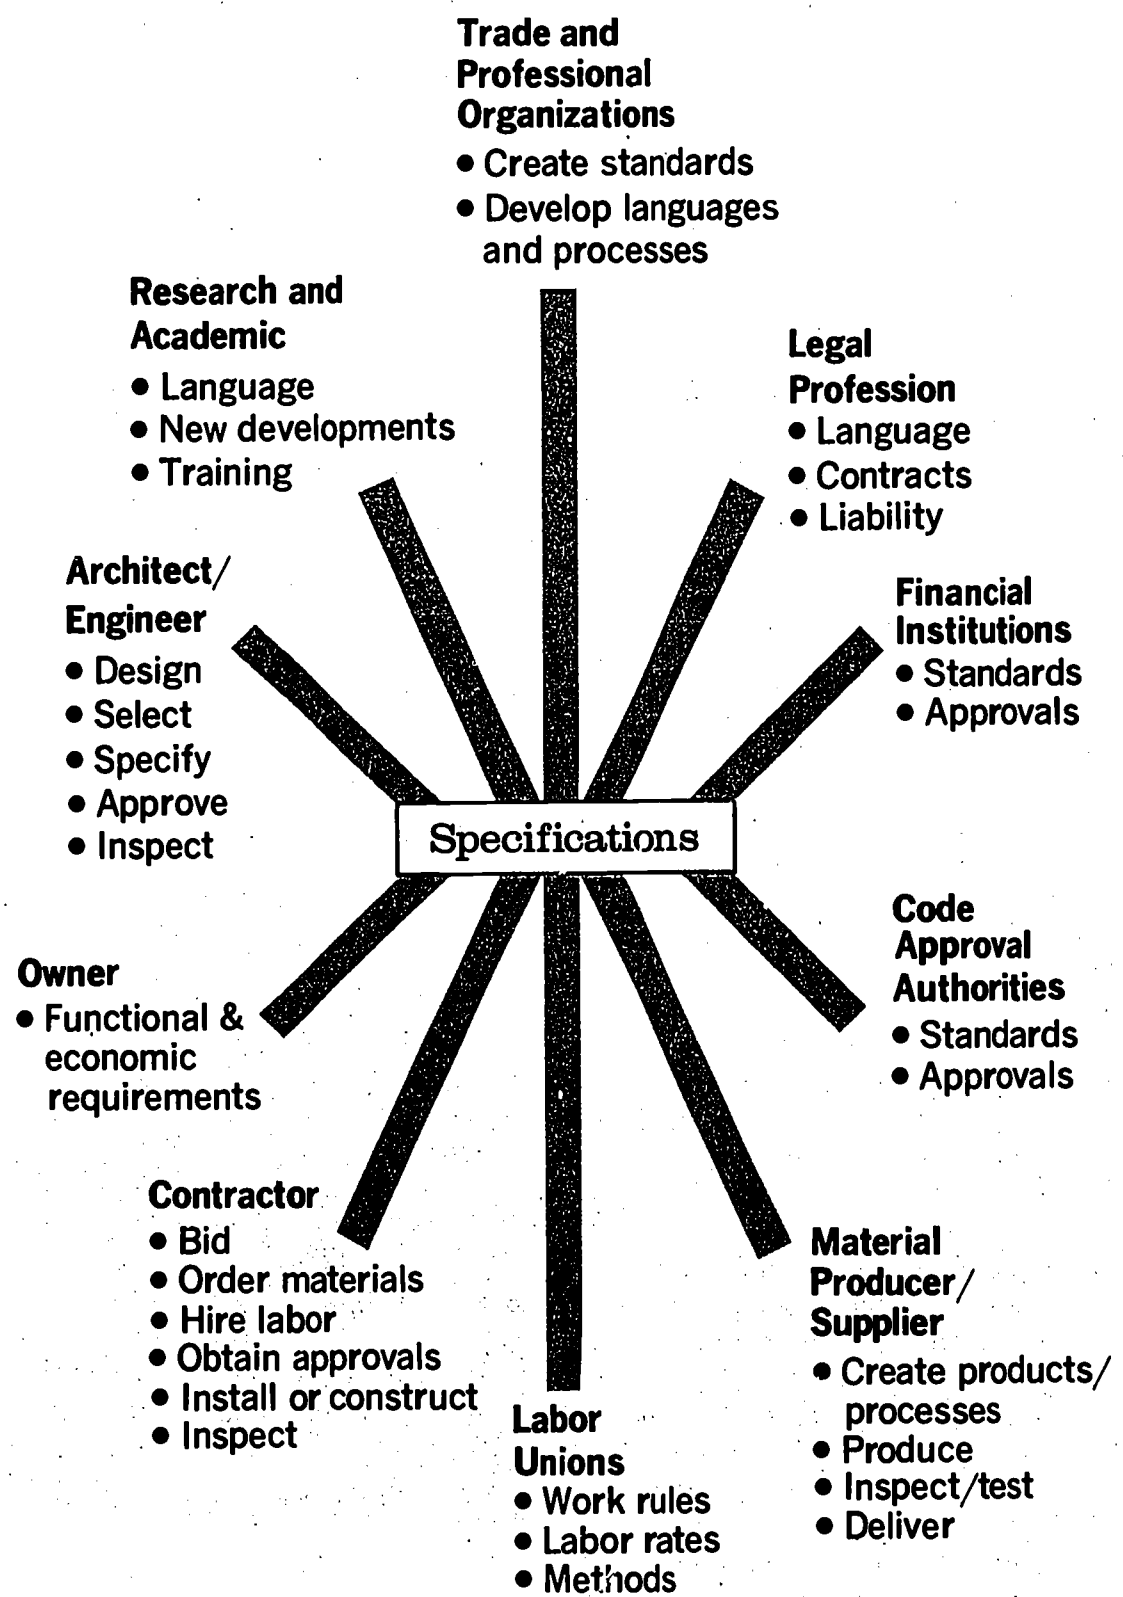 Trade and
Professional
Organizations
● Create standards
● Develop languages
and processes
Research and
Academic
● Language
● New developments
● Training
Legal
Profession
● Language
● Contracts
● Liability
Architect/
Engineer
● Design
● Select
● Specify
● Approve
● Inspect
Financial
Institutions
● Standards
● Approvals
Specifications
Owner
● Functional &
economic
requirements
Code
Approval
Authorities
● Standards
● Approvals
Contractor
● Bid
● Order materials
● Hire labor
● Obtain approvals
● Install or construct
● Inspect
Labor
Unions
● Work rules
● Labor rates
● Methods
Material
Producer/
Supplier
● Create products/
processes
● Produce
● Inspect/test
● Deliver